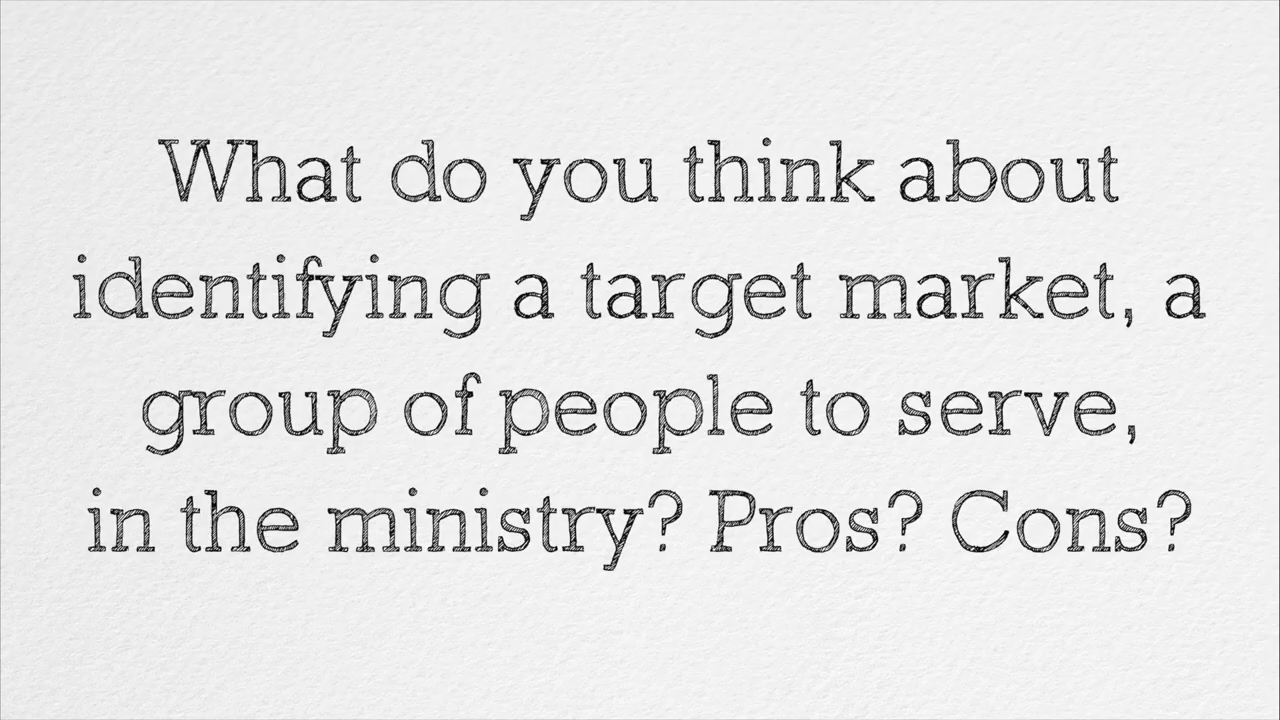 What do you think about
identifying a target market, a
group of people to serve,
in the ministry? Pros? Cons?